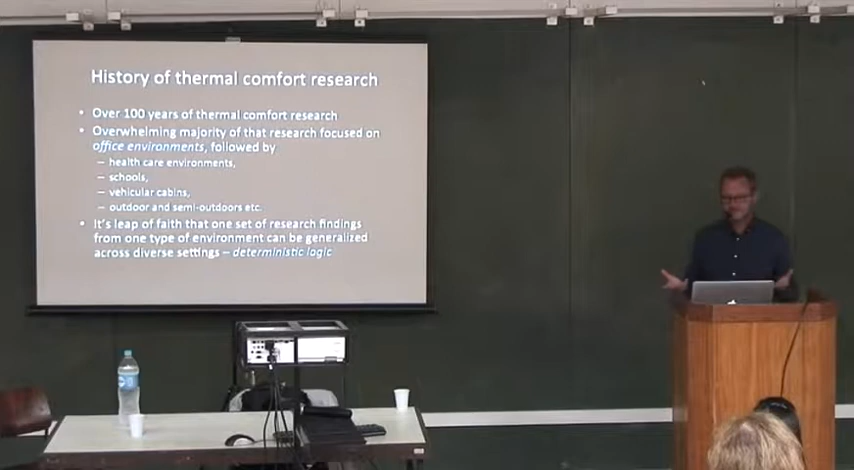 History of thermal comfort research
• Over 100 years of thermal comfort research
• Overwhelming majority of that research focused on
office environments, followed by
– health care environments,
– schools,
– vehicular cabins,
– outdoor and semi-outdoors etc.
• It's leap of faith that one set of research findings
from one type of environment can be generalized
across diverse settings – deterministic logic